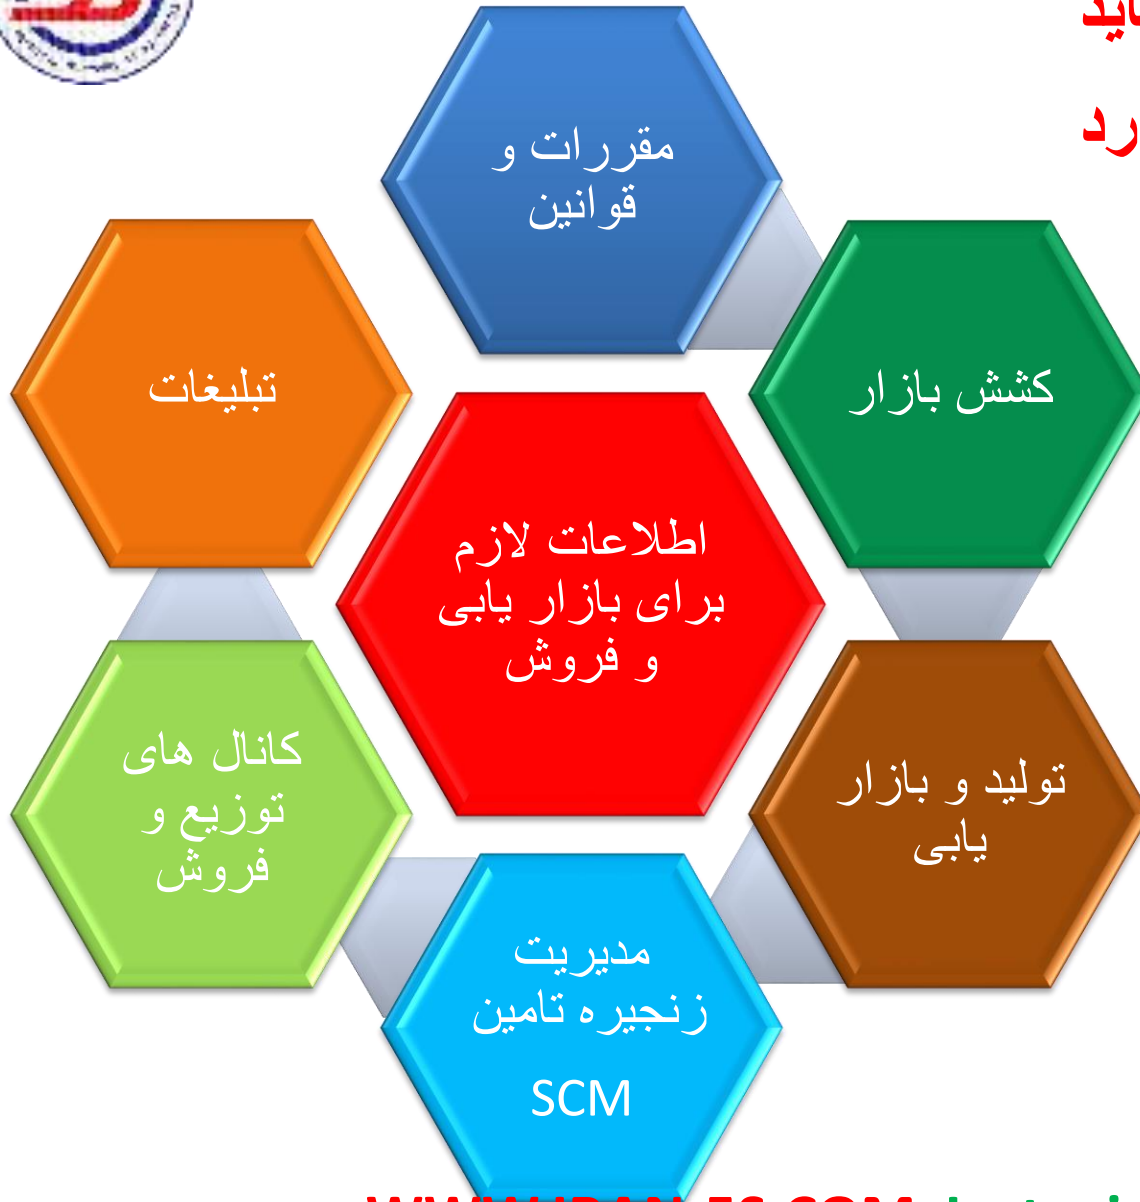 مقررات و
قوانین
کشش بازار
تبلیغات
اطلاعات لازم
برای بازار یابی
و فروش
تولید و بازار
یابی
کانال های
توزیع و
فروش
مدیریت
زنجیره تامین
SCM